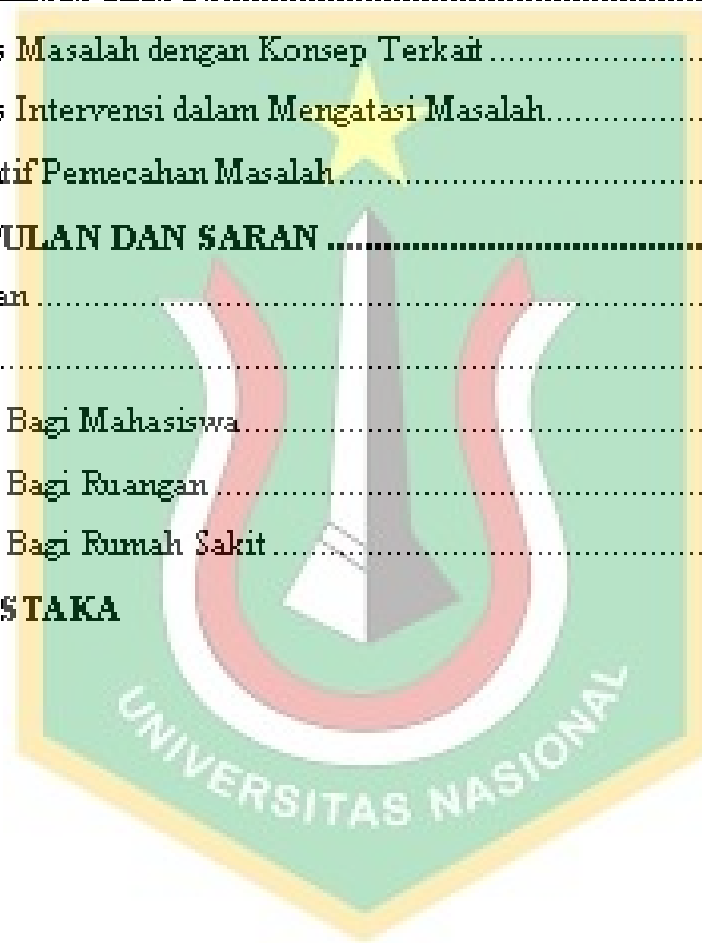 s Masalah dengan Konsep Terkait
s Intervensi dalam Mengatasi Masalah
tif Pemecahan Masalah
PULAN DAN SARAN
an
Bagi Mahasiswa
Bagi Ruangan
Bagi Rumah Sakit
STAKA
UNIVERSITAS NASIONAL